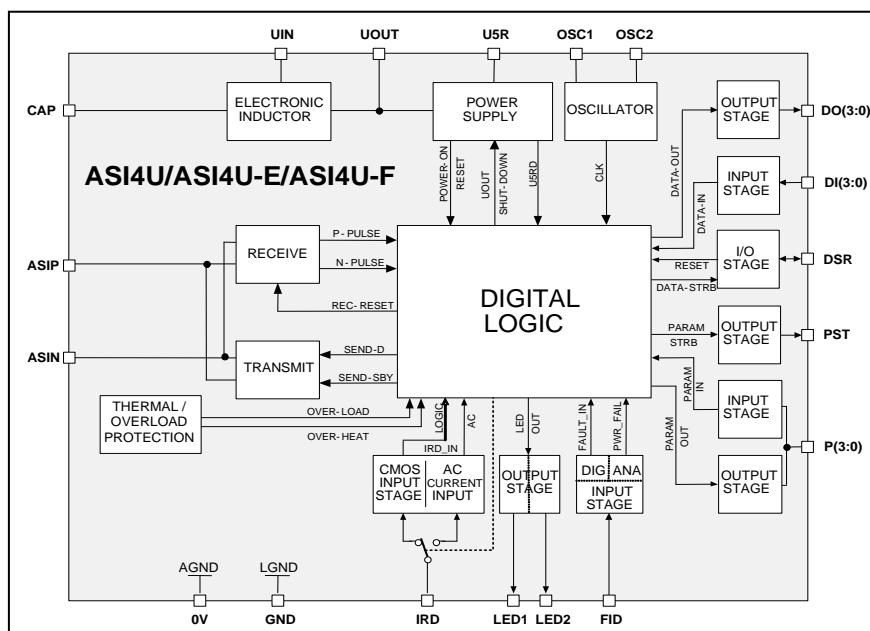 UIN UOUT U5R OSC1 OSC2
CAP
ELECTRONIC
INDUCTOR
POWER
SUPPLY
OSCILLATOR
OUTPUT
STAGE
DO(3:0)
ASI4U/ASI4U-E/ASI4U-F
POWER- ON
RESET
UOUT
SHUT- DOWN
U5RD
CLK
DATA-OUT
DATA-IN
INPUT
STAGE
DI(3:0)
ASIP
RECEIVE
P - PULSE
N - PULSE
REC- RESET
DIGITAL
LOGIC
RESET
DATA-STRB
I/O
STAGE
DSR
ASIN
TRANSMIT
SEND-D
SEND-SBY
PARAM
STRB
OUTPUT
STAGE
PST
PARAM
IN
INPUT
STAGE
P(3:0)
PARAM
OUT
OUTPUT
STAGE
THERMAL /
OVERLOAD
PROTECTION
OVER- LOAD
OVER- HEAT
LOGIC
AC
IRD_IN
LED
OUT
FAULT_IN
PWR_FAIL
CMOS
INPUT
STAGE
AC
CURRENT
INPUT
OUTPUT
STAGE
DIG ANA
INPUT
STAGE
AGND LGND
0V GND IRD LED1 LED2 FID